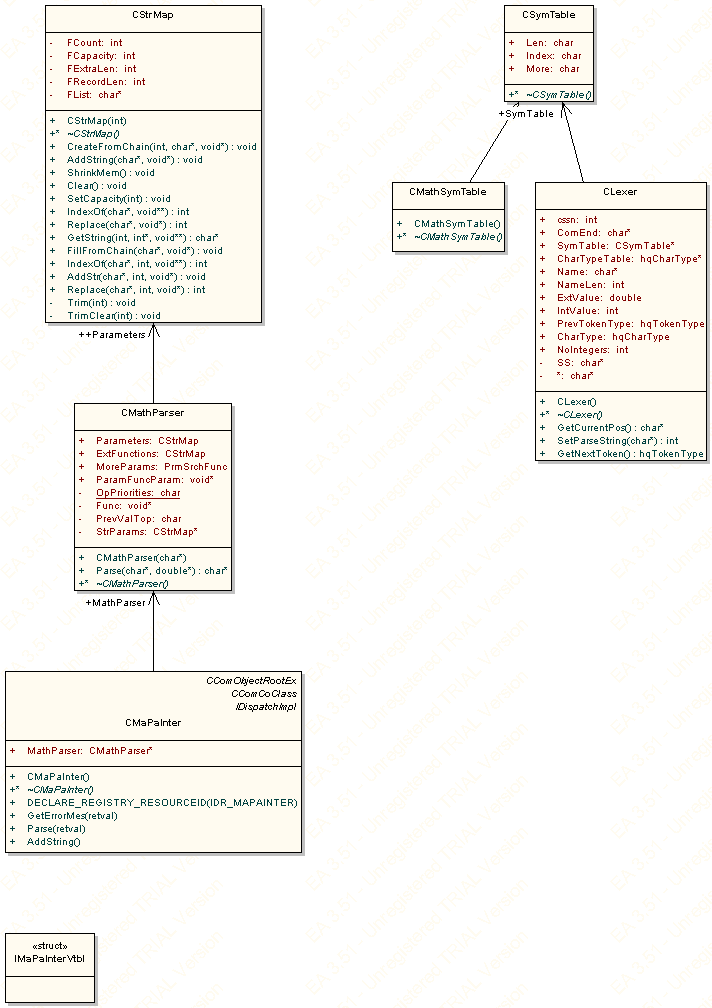 CStrMap
- FCount: int
- FCapacity: int
- FExtraLen: int
- FRecordLen: int
- FList: char*
+ CStrMap(int)
+* ~CStrMap()
+ CreateFromChain(int, char*, void*) : void
+ AddString(char*, void*) : void
+ ShrinkMem() : void
+ Clear() : void
+ SetCapacity(int) : void
+ IndexOf(char*, void**) : int
+ Replace(char*, void*) : int
+ GetString(int, int*, void**) : char*
+ FillFromChain(char*, void*) : void
+ IndexOf(char*, int, void**) : int
+ AddStr(char*, int, void*) : void
+ Replace(char*, int, void*) : int
- Trim(int) : void
- TrimClear(int) : void
++Parameters
CMathParser
+ Parameters: CStrMap
+ ExtFunctions: CStrMap
+ MoreParams: PrmSrchFunc
+ ParamFuncParam: void*
- OpPriorities: char
- Func: void*
- PrevValTop: char
- StrParams: CStrMap*
+ CMathParser(char*)
+ Parse(char*, double*) : char*
+* ~CMathParser()
+MathParser
CComObjectRootEx
CComCoClass
IDispatchImpl
CMaPaInter
+ MathParser: CMathParser*
+ CMaPaInter()
+* ~CMaPaInter()
+ DECLARE_REGISTRY_RESOURCEID(IDR_MAPAINTER)
+ GetErrorMes(retval)
+ Parse(retval)
+ AddString()
«struct»
IMaPaInterVtbl
CSymTable
+ Len: char
+ Index: char
+ More: char
+* ~CSymTable()
+SymTable
CMathSymTable
+ CMathSymTable()
+* ~CMathSymTable()
CLexer
+ cssn: int
+ ComEnd: char*
+ SymTable: CSymTable*
+ CharTypeTable: hqCharType*
+ Name: char*
+ NameLen: int
+ ExtValue: double
+ IntValue: int
+ PrevTokenType: hqTokenType
+ CharType: hqCharType
+ NoIntegers: int
- SS: char*
- *: char*
+ CLexer()
+* ~CLexer()
+ GetCurrentPos() : char*
+ SetParseString(char*) : int
+ GetNextToken() : hqTokenType